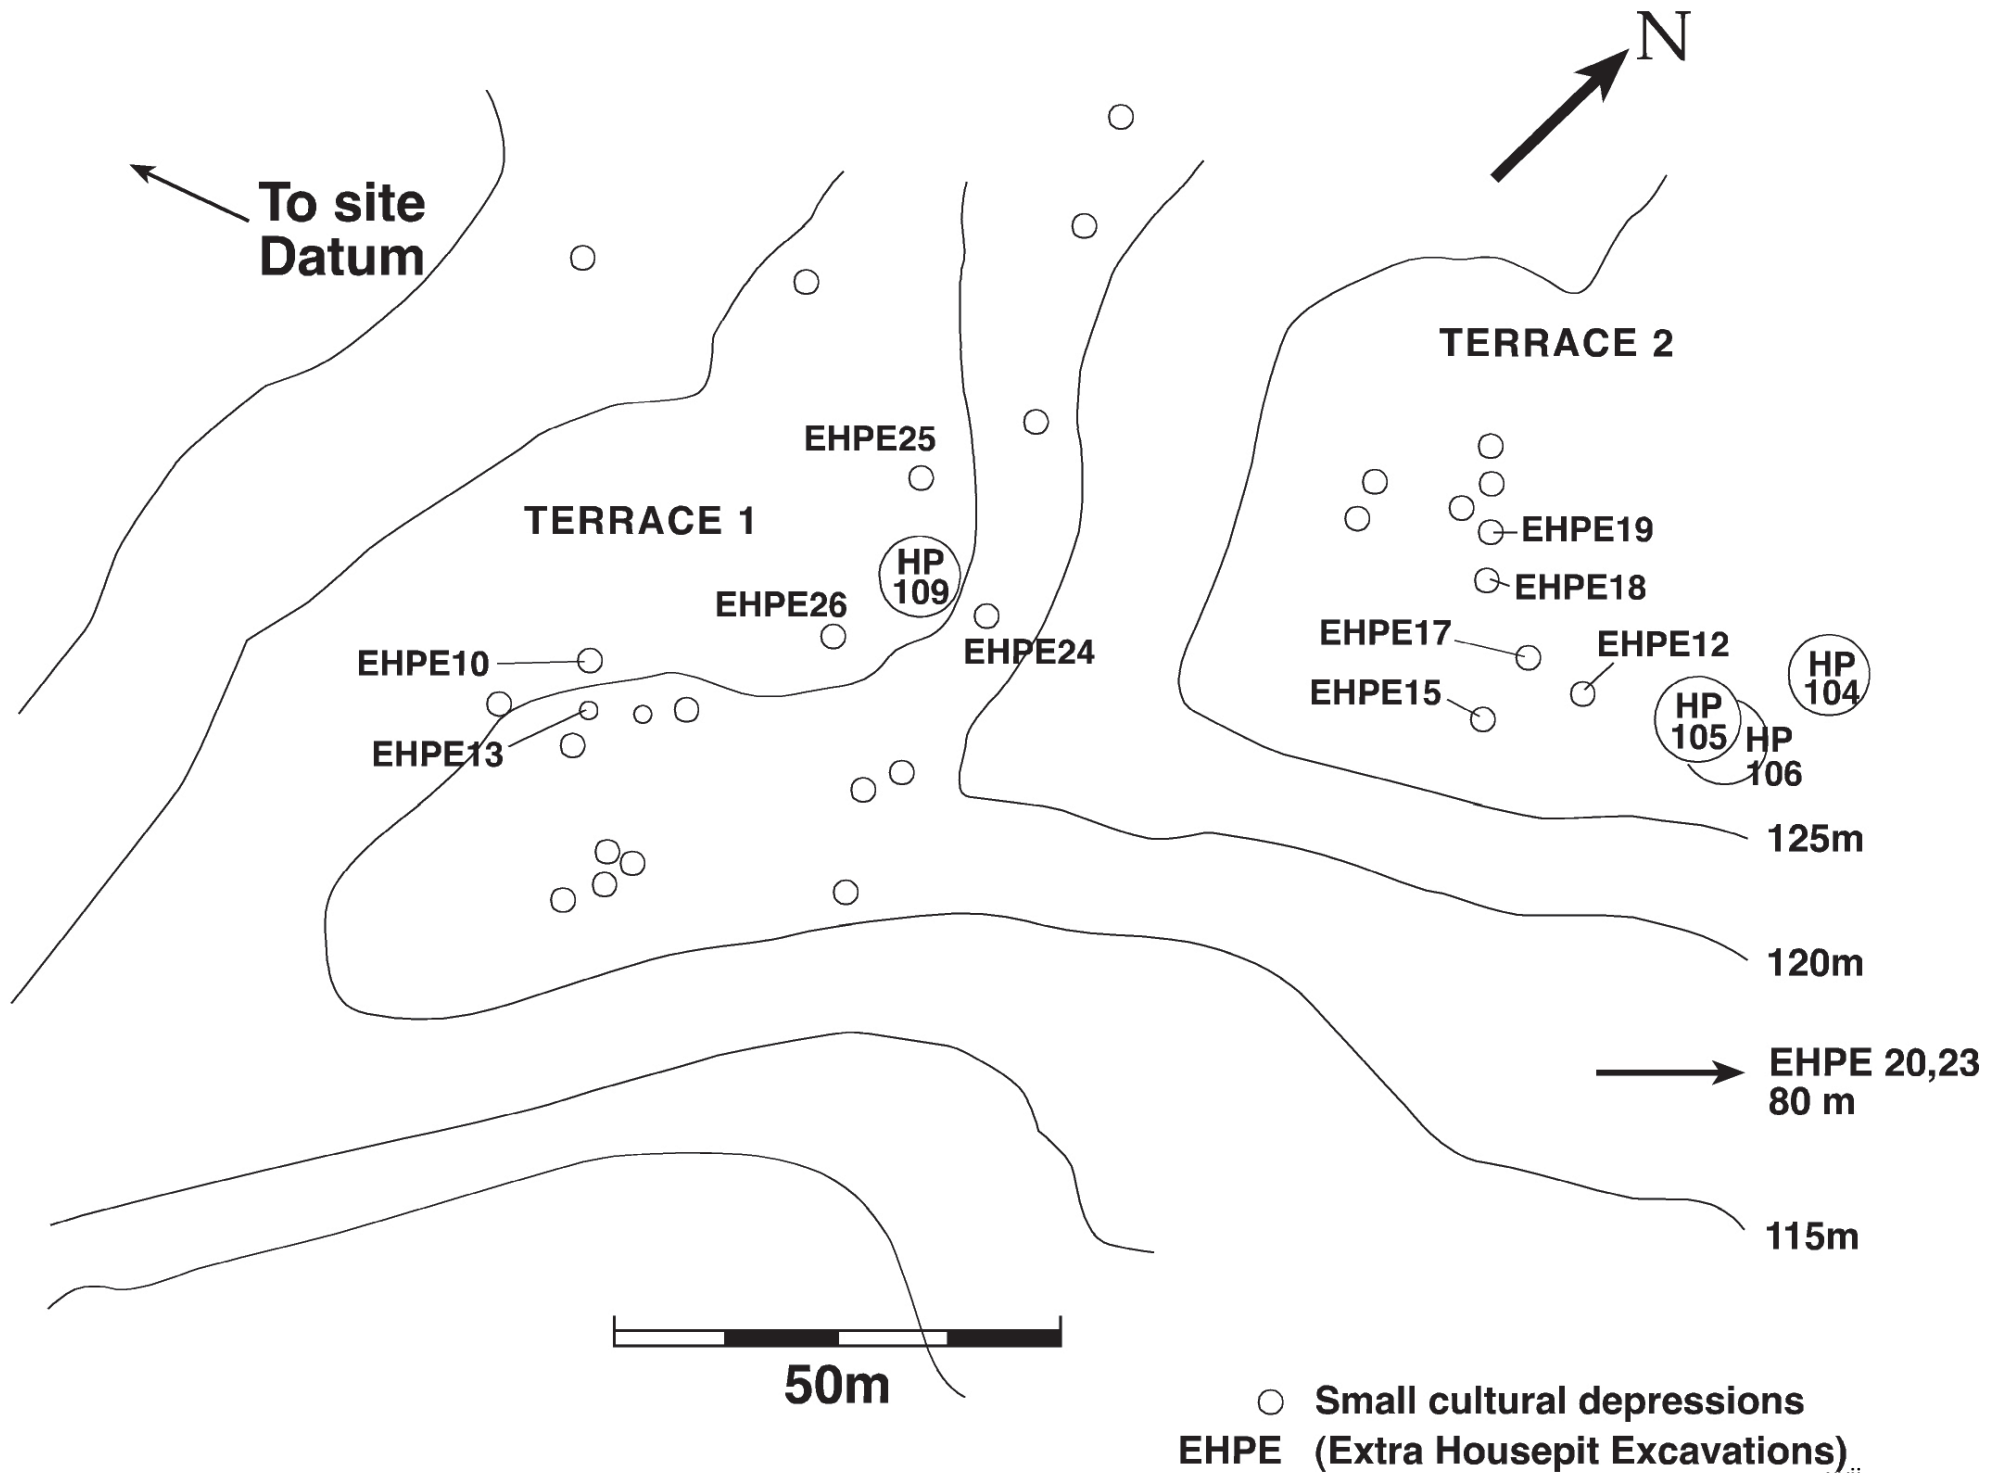 N
To site
Datum
TERRACE 2
EHPE25
TERRACE 1
EHPE19
HP
109
EHPE18
EHPE26
EHPE17
EHPE12
EHPE24
EHPE10
HP
104
EHPE15
HP
105
EHPE13
HP
106
125m
120m
EHPE 20,23
80 m
115m
50m
Small cultural depressions
EHPE (Extra Housepit Excavations)